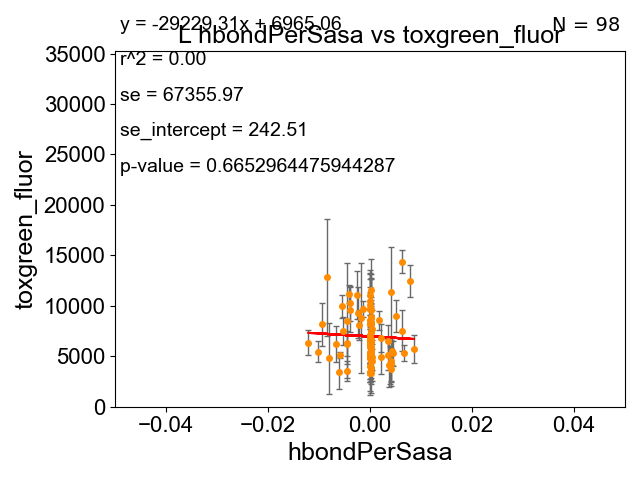 y = -29229.31x + 6965.06
N = 98
L hbondPerSasa vs toxgreen_fluor
r^2 = 0.00
se = 67355.97
se_intercept = 242.51
p-value = 0.6652964475944287
35000
30000
25000
20000
15000
10000
5000
0
toxgreen_fluor
−0.04
−0.02
0.00
0.02
0.04
hbondPerSasa